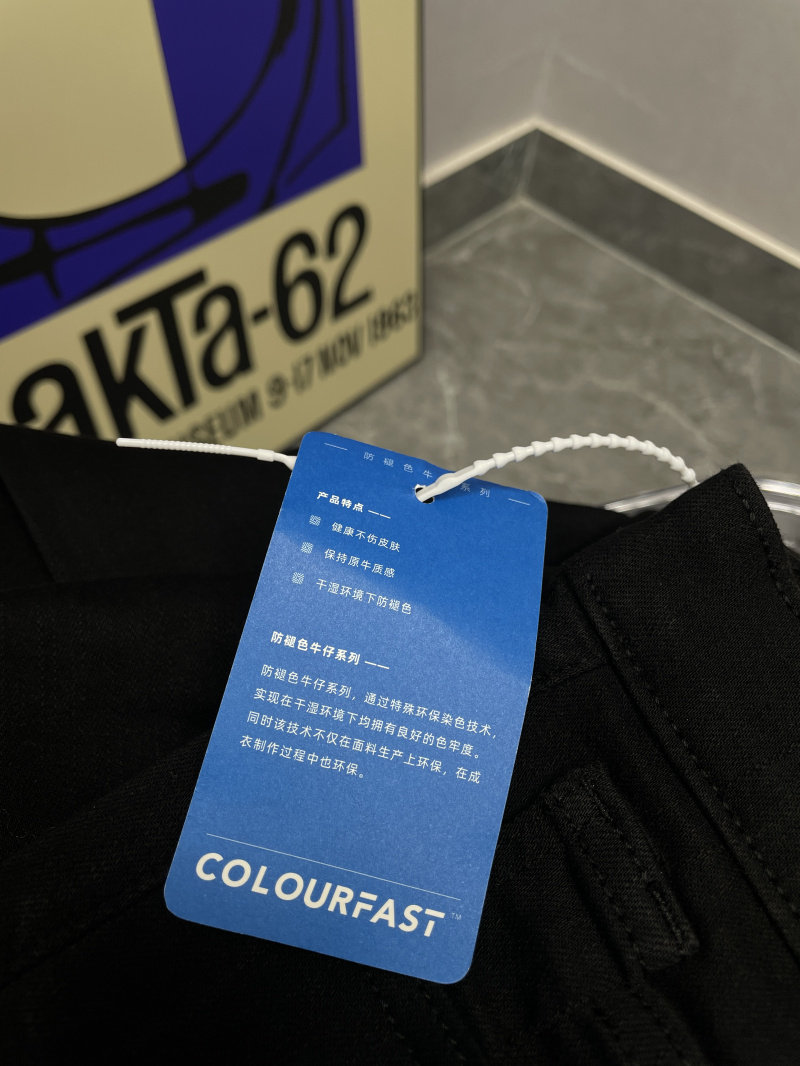 akTa-62
SEUM 9-17 NOV 1963
防褪色牛 系列
产品特点 ——
健康不伤皮肤
保持原牛质感
干湿环境下防褪色
防褪色牛仔系列 ——
防褪色牛仔系列，通过特殊环保染色技术，
实现在干湿环境下均拥有良好的色牢度。
同时该技术不仅在面料生产上环保，在成
衣制作过程中也环保。
COLOURFAST™